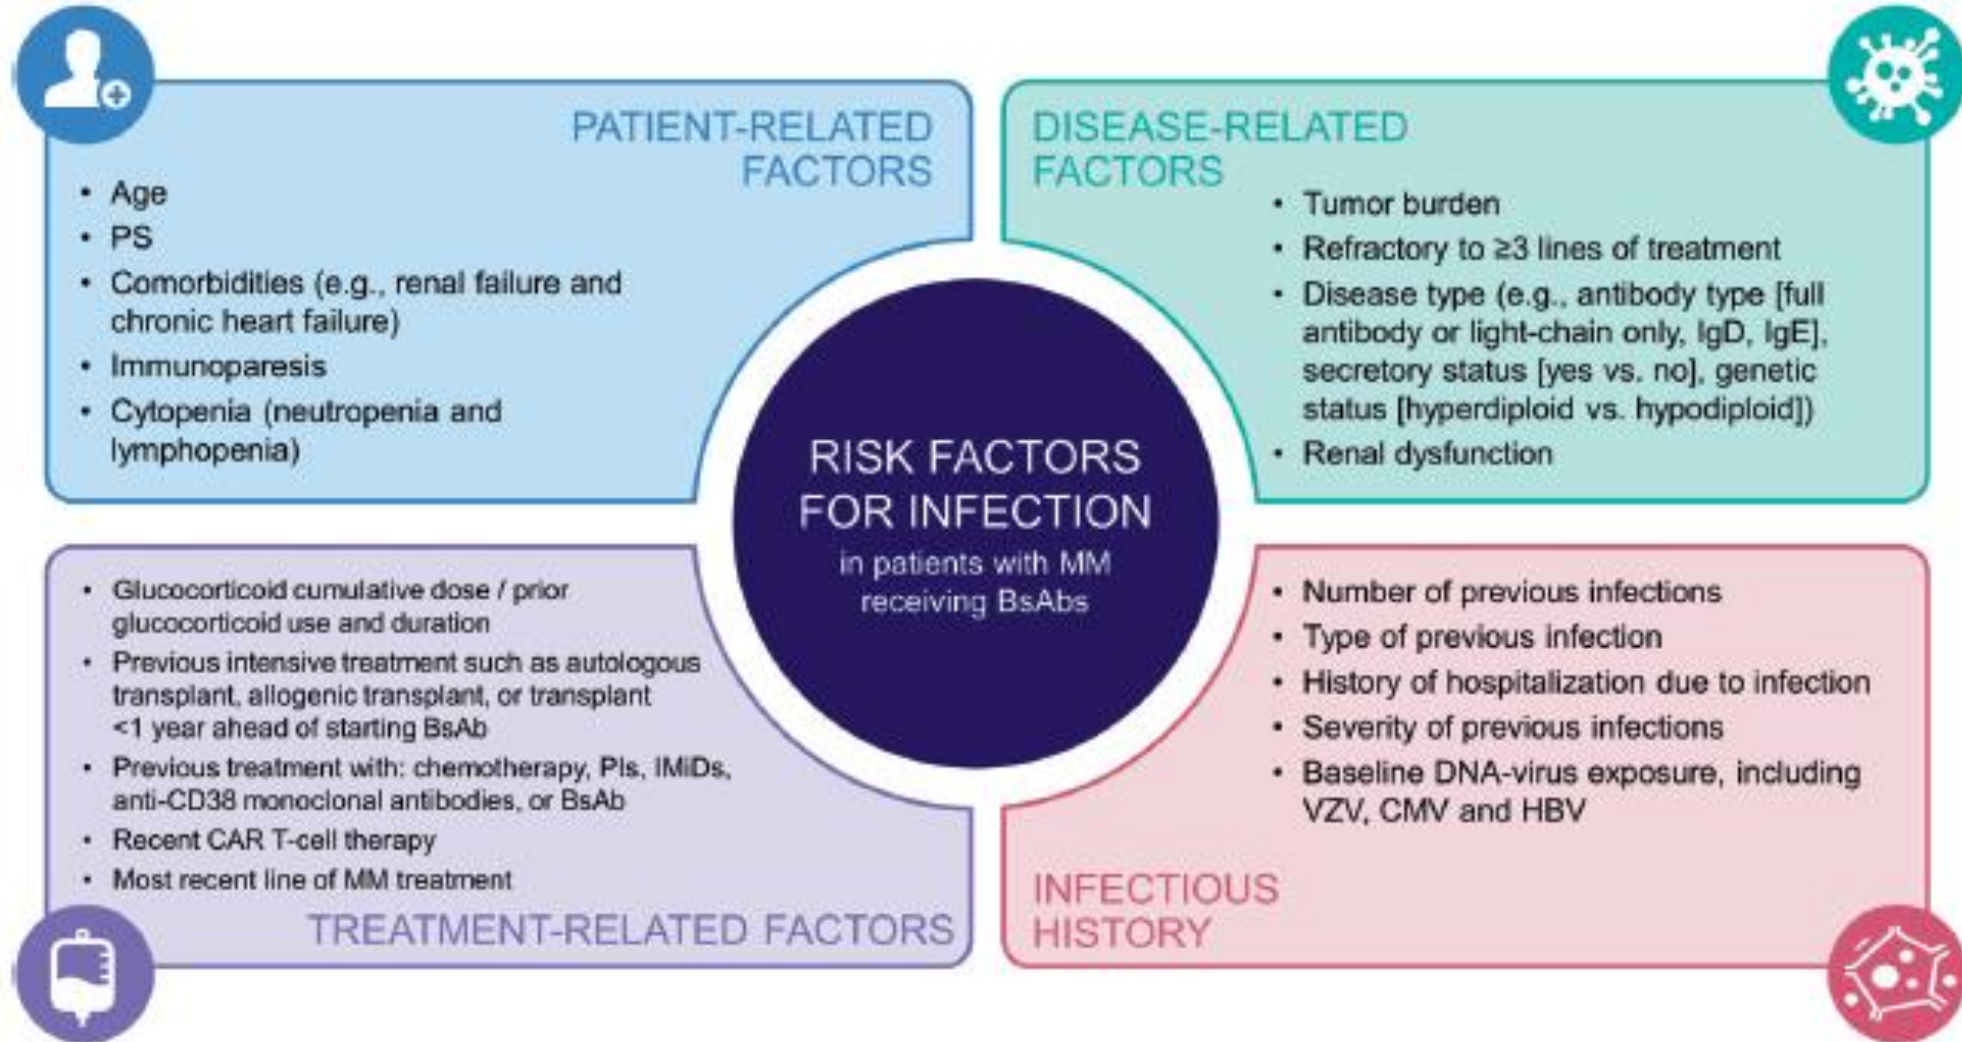 PATIENT-RELATED
FACTORS
• Age
• PS
• Comorbidities (e.g., renal failure and
chronic heart failure)
• Immunoparesis
• Cytopenia (neutropenia and
lymphopenia)
DISEASE-RELATED
FACTORS
• Tumor burden
• Refractory to ≥3 lines of treatment
• Disease type (e.g., antibody type [full
antibody or light-chain only, IgD, IgE],
secretory status [yes vs. no], genetic
status [hyperdiploid vs. hypodiploid])
• Renal dysfunction
RISK FACTORS
FOR INFECTION
in patients with MM
receiving BsAbs
• Glucocorticoid cumulative dose / prior
glucocorticoid use and duration
• Previous intensive treatment such as autologous
transplant, allogenic transplant, or transplant
<1 year ahead of starting BsAb
• Previous treatment with: chemotherapy, PIs, IMiDs,
anti-CD38 monoclonal antibodies, or BsAb
• Recent CAR T-cell therapy
• Most recent line of MM treatment
TREATMENT-RELATED FACTORS
• Number of previous infections
• Type of previous infection
• History of hospitalization due to infection
• Severity of previous infections
• Baseline DNA-virus exposure, including
VZV, CMV and HBV
INFECTIOUS
HISTORY